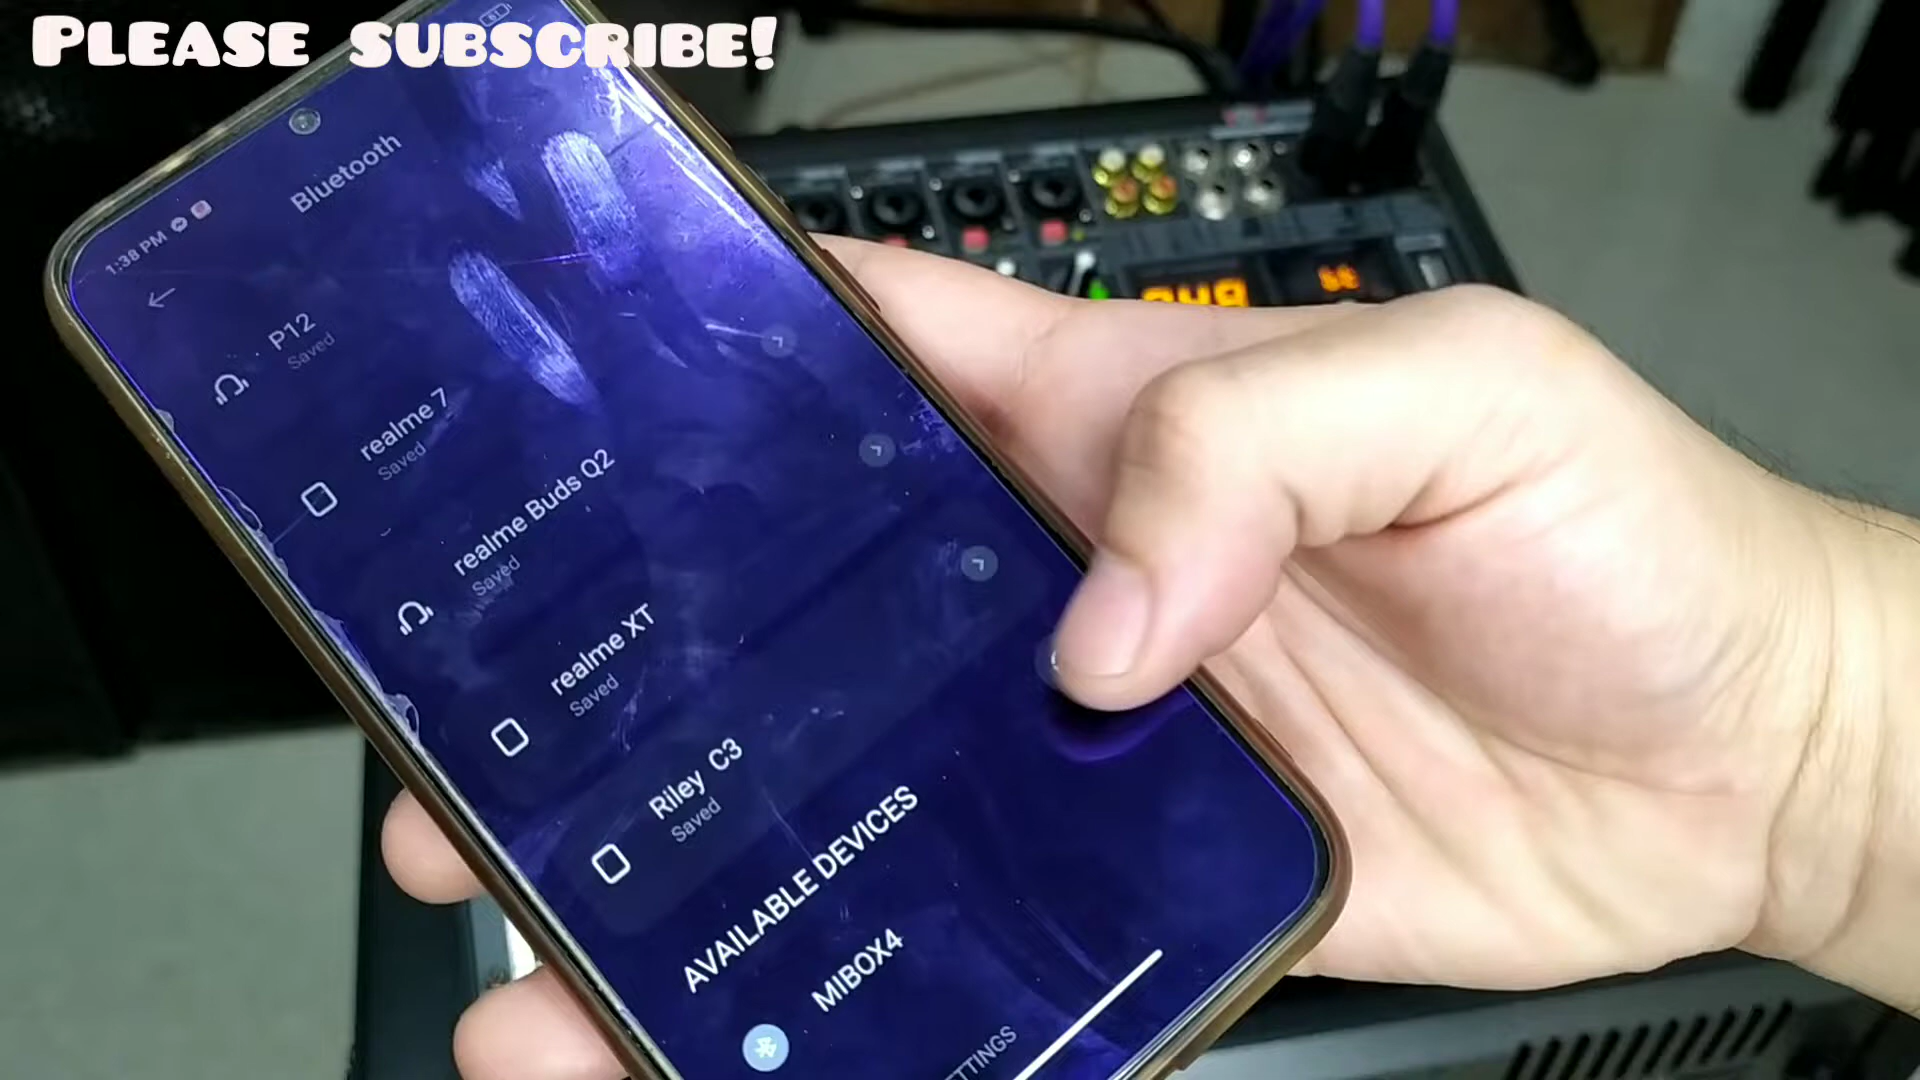 PLEASE SUBSCRIBE!
61
1:38 PM
Bluetooth
P12
Saved
realme 7
Saved
realme Buds Q2
Saved
realme XT
Saved
Riley C3
Saved
AVAILABLE DEVICES
MIBOX4